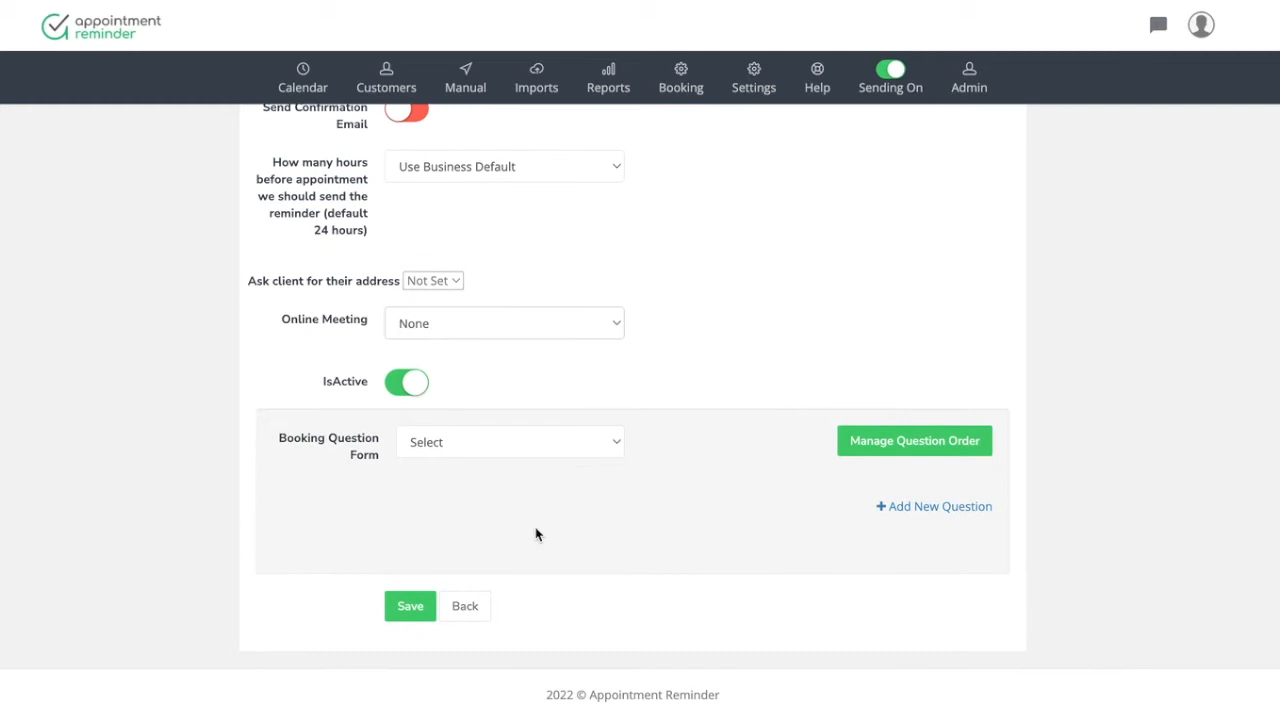 appointment
reminder
Calendar
Customers
Manual
Imports
Reports
Booking
Settings
Help
Sending On
Admin
Send Confirmation
Email
How many hours
before appointment
we should send the
reminder (default
24 hours)
Use Business Default
Ask client for their address Not Set
Online Meeting
None
IsActive
Booking Question
Form
Select
Manage Question Order
+ Add New Question
Save
Back
2022 © Appointment Reminder